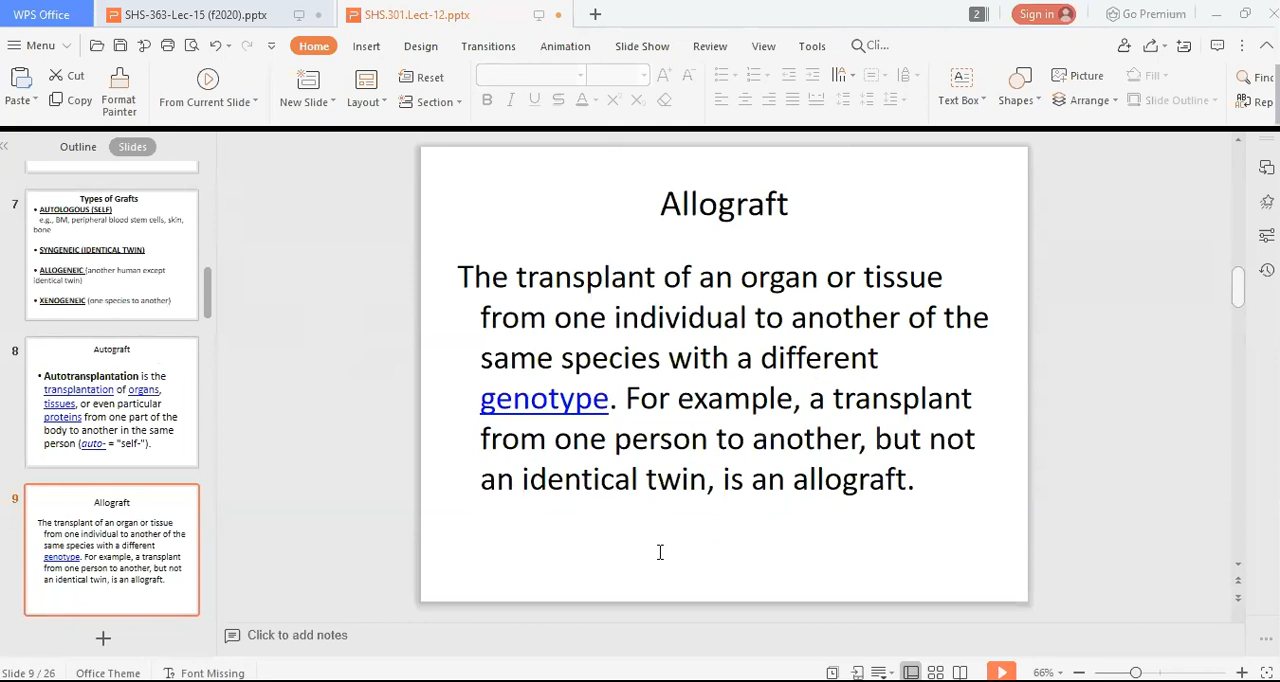 WPS Office
SHS-363-Lec-15 (f2020).pptx
SHS.301.Lect-12.pptx
2
Sign in
Go Premium
Menu
Home
Insert
Design
Transitions
Animation
Slide Show
Review
View
Tools
Cli...
Paste
Cut
Copy
Format
Painter
From Current Slide
New Slide
Layout
Reset
Section
B I U S A
Text Box
Shapes
Picture
Arrange
Fill
Slide Outline
Find
Rep
Outline
Slides
7
Types of Grafts
• AUTOLOGOUS (SELF)
e.g., BM, peripheral blood stem cells, skin,
bone
• SYNGENEIC (IDENTICAL TWIN)
• ALLOGENEIC (another human except
identical twin)
• XENOGENEIC (one species to another)
8
Autograft
• Autotransplantation is the
transplantation of organs,
tissues, or even particular
proteins from one part of the
body to another in the same
person (auto- = "self-").
9
Allograft
The transplant of an organ or tissue
from one individual to another of the
same species with a different
genotype. For example, a transplant
from one person to another, but not
an identical twin, is an allograft.
Allograft
The transplant of an organ or tissue
from one individual to another of the
same species with a different
genotype. For example, a transplant
from one person to another, but not
an identical twin, is an allograft.
Click to add notes
Slide 9 / 26
Office Theme
Font Missing
66%